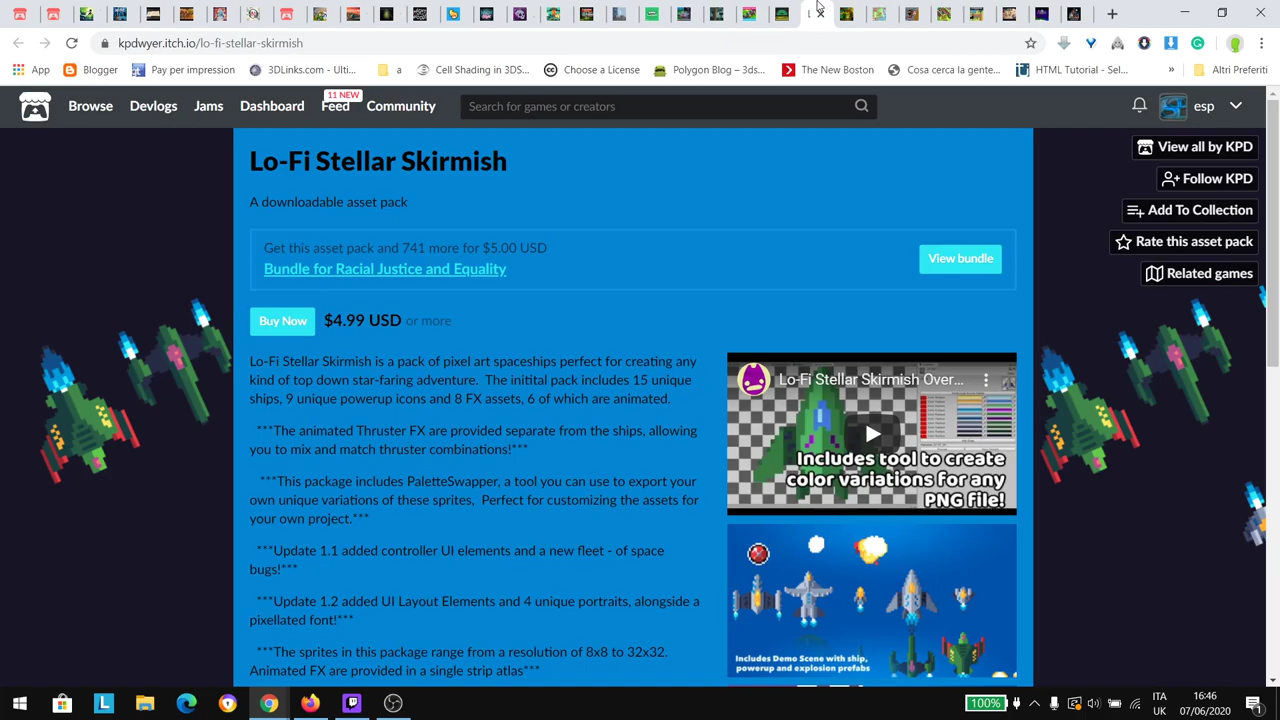 kpdwyer.itch.io/lo-fi-stellar-skirmish
App
Blogger
Pay per impression
3DLinks.com - Ulti...
a
Cell Shading in 3DS...
Choose a License
Polygon Blog – 3ds...
The New Boston
Cosa cerca la gente...
HTML Tutorial - Sel...
»
Altri Preferiti
Browse
Devlogs
Jams
Dashboard
11 NEW
Feed
Community
Search for games or creators
esp
View all by KPD
Follow KPD
Add To Collection
Rate this asset pack
Related games
Lo-Fi Stellar Skirmish
A downloadable asset pack
Get this asset pack and 741 more for $5.00 USD
Bundle for Racial Justice and Equality
View bundle
Buy Now
$4.99 USD or more
Lo-Fi Stellar Skirmish is a pack of pixel art spaceships perfect for creating any
kind of top down star-faring adventure. The initital pack includes 15 unique
ships, 9 unique powerup icons and 8 FX assets, 6 of which are animated.
***The animated Thruster FX are provided separate from the ships, allowing
you to mix and match thruster combinations!***
***This package includes PaletteSwapper, a tool you can use to export your
own unique variations of these sprites, Perfect for customizing the assets for
your own project.***
***Update 1.1 added controller UI elements and a new fleet - of space
bugs!***
***Update 1.2 added UI Layout Elements and 4 unique portraits, alongside a
pixellated font!***
***The sprites in this package range from a resolution of 8x8 to 32x32.
Animated FX are provided in a single strip atlas***
Lo-Fi Stellar Skirmish Over...
Includes tool to create
color variations for any
PNG file!
Includes Demo Scene with ship,
powerup and explosion prefabs
100%
ITA
UK
16:46
07/06/2020
1